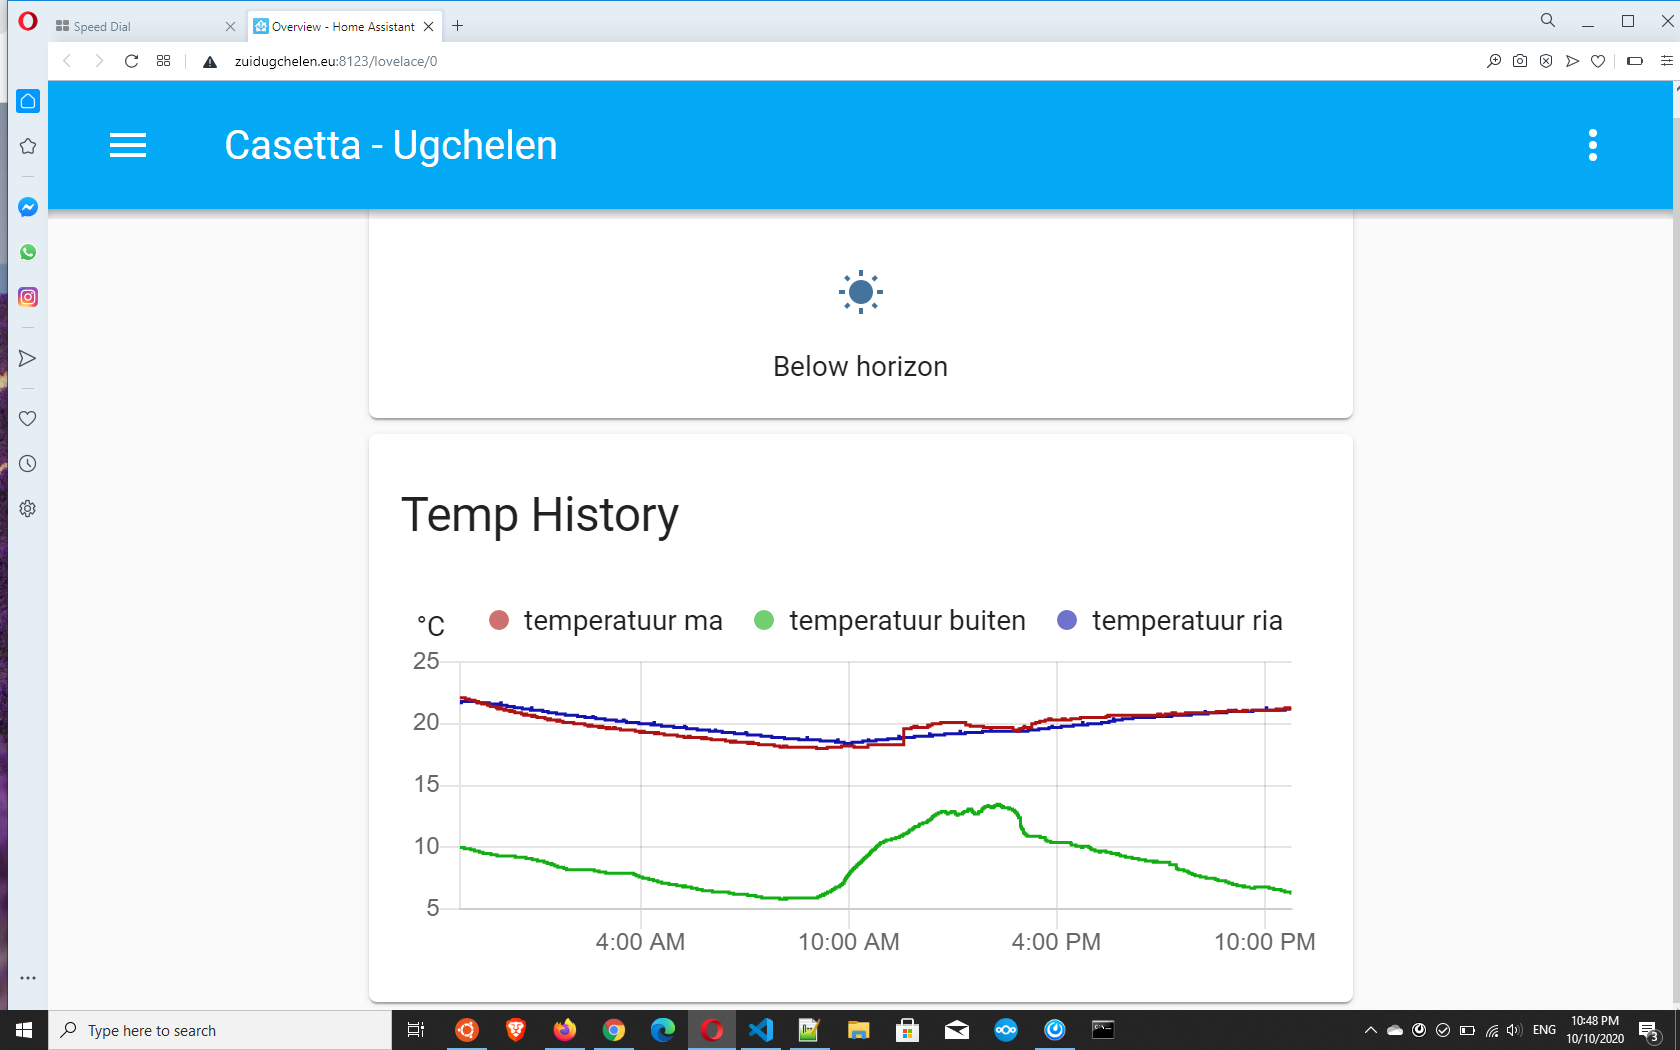 Speed Dial
Overview - Home Assistant
zuidugchelen.eu:8123/lovelace/0
Casetta - Ugchelen
Below horizon
Temp History
°C
temperatuur ma temperatuur buiten temperatuur ria
25
20
15
10
5
4:00 AM 10:00 AM 4:00 PM 10:00 PM
Type here to search
ENG
10:48 PM
10/10/2020
3